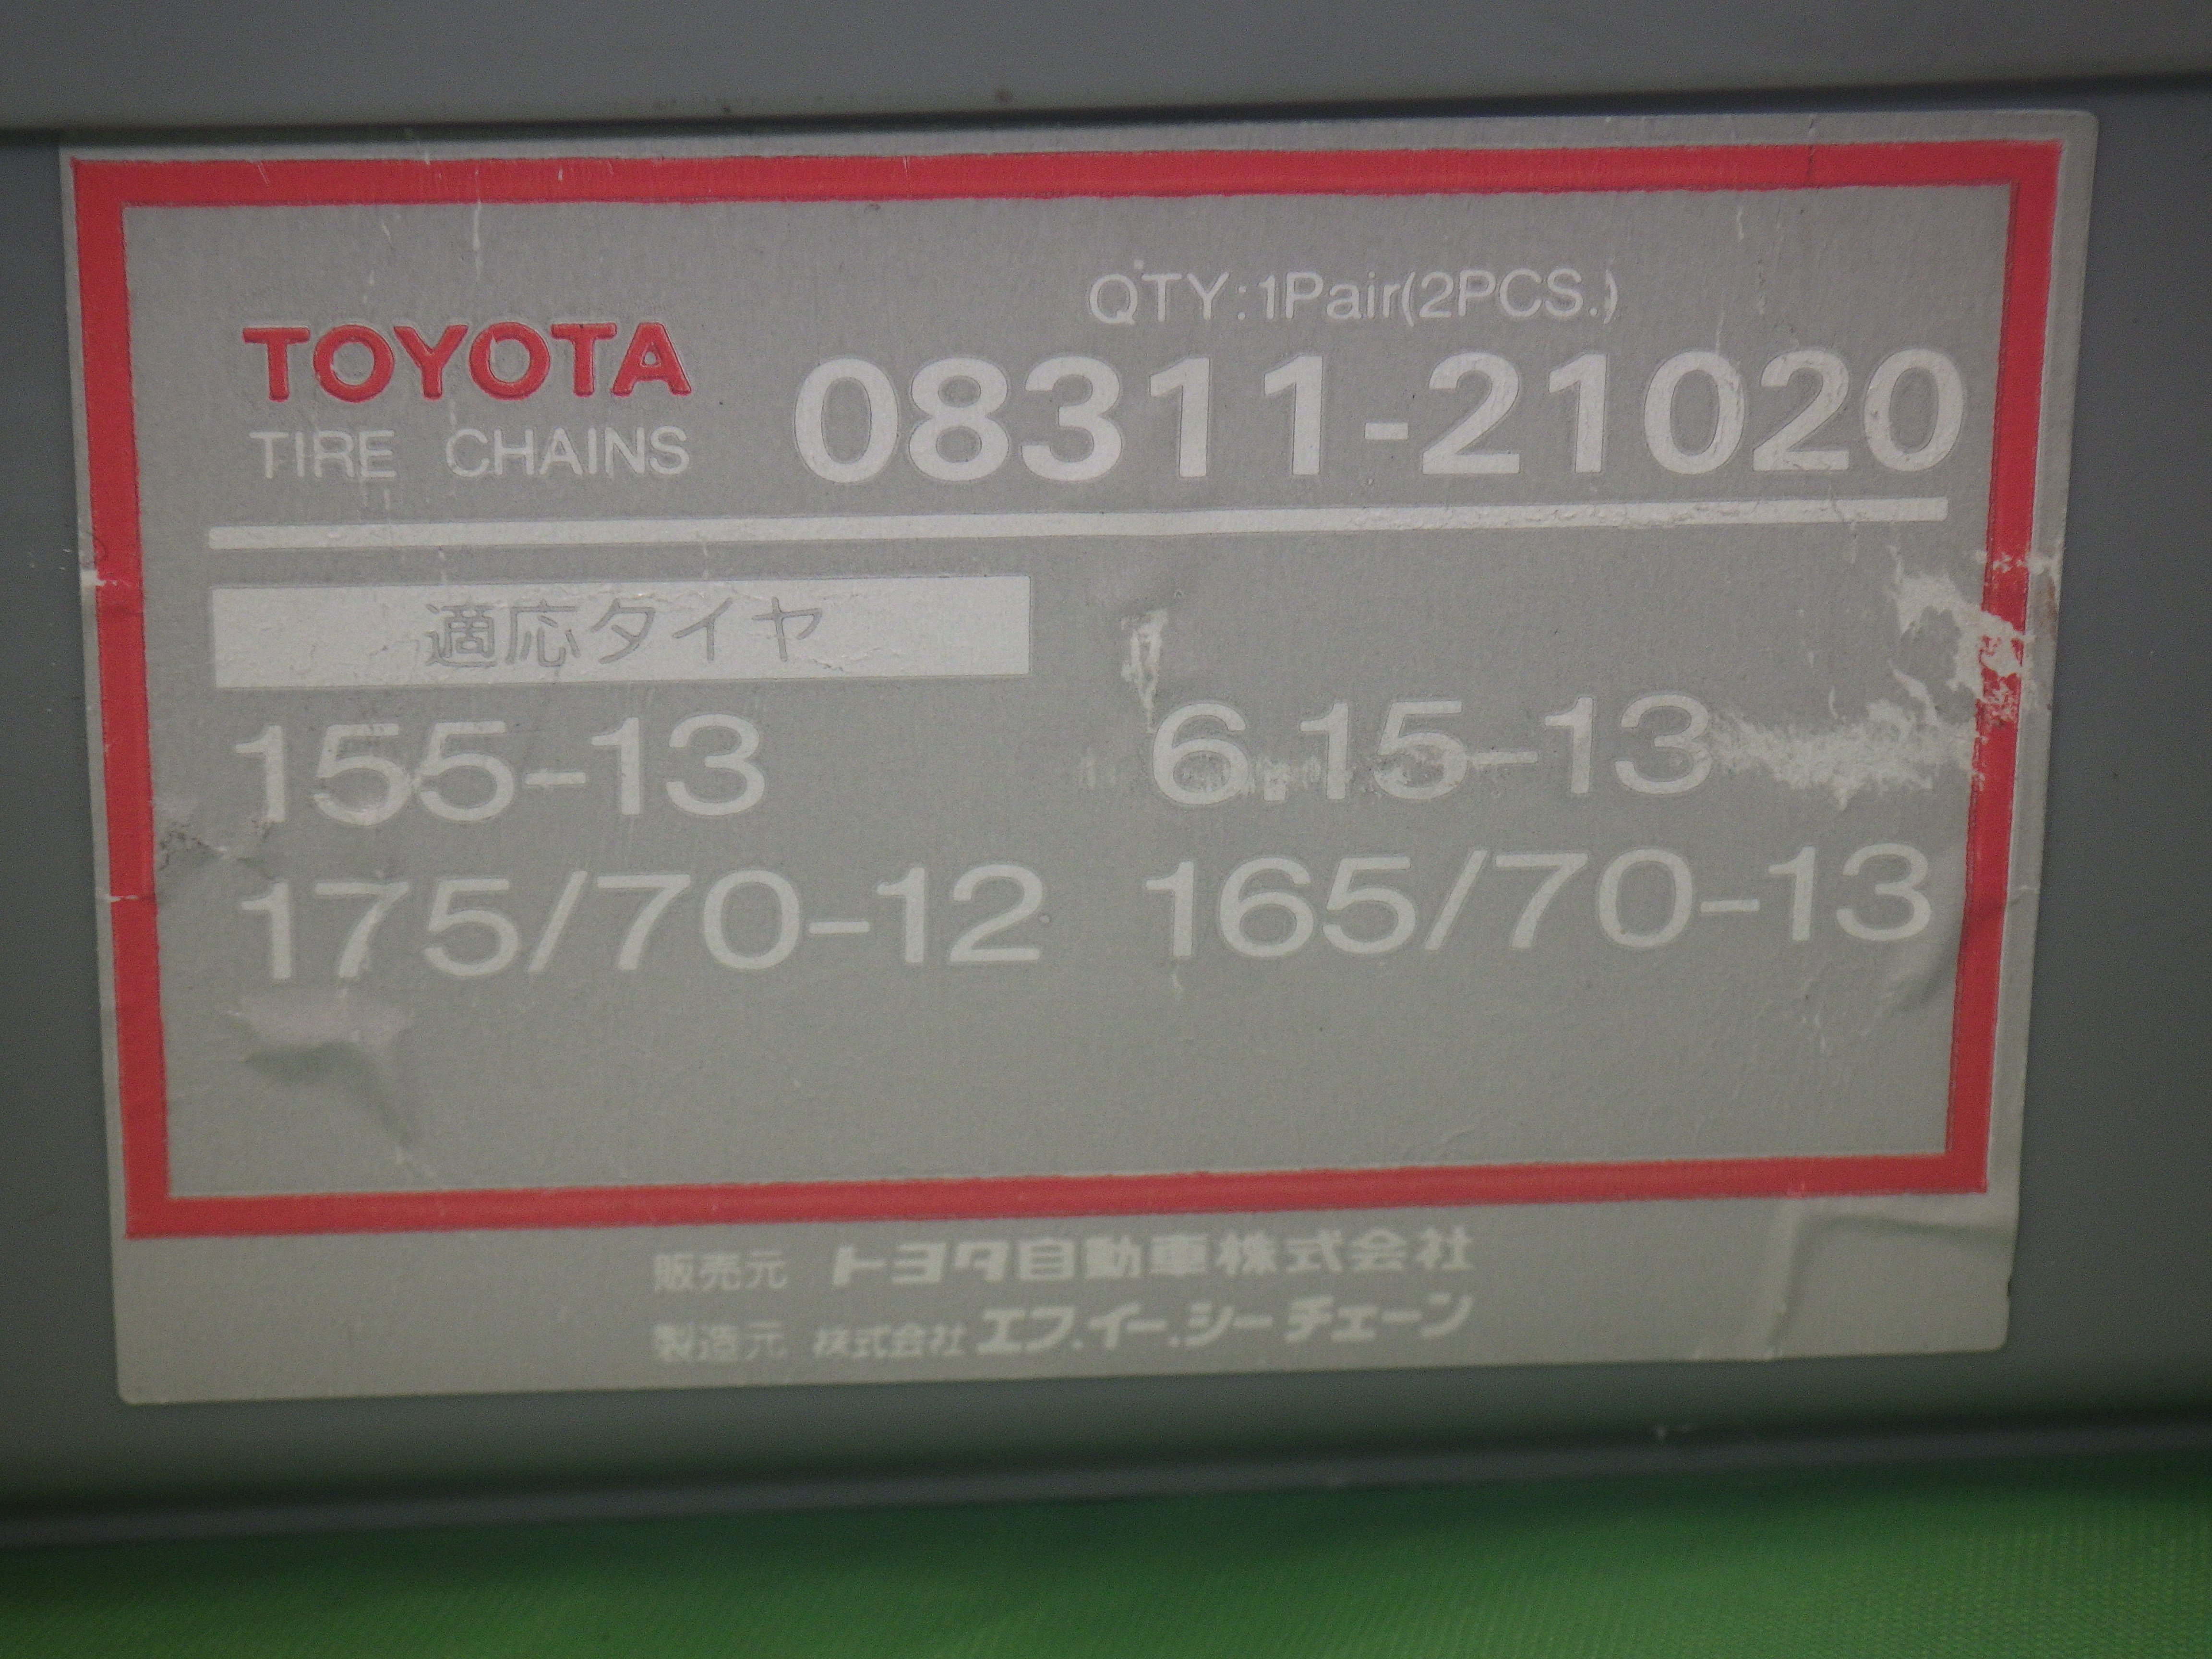 QTY:1Pair(2PCS.)
TOYOTA 08311-21020
TIRE CHAINS
適応タイヤ
155-13 6.15-13
175/70-12 165/70-13
販売元 トヨタ自動車株式会社
製造元 株式会社 エフ.イー.シーチェーン